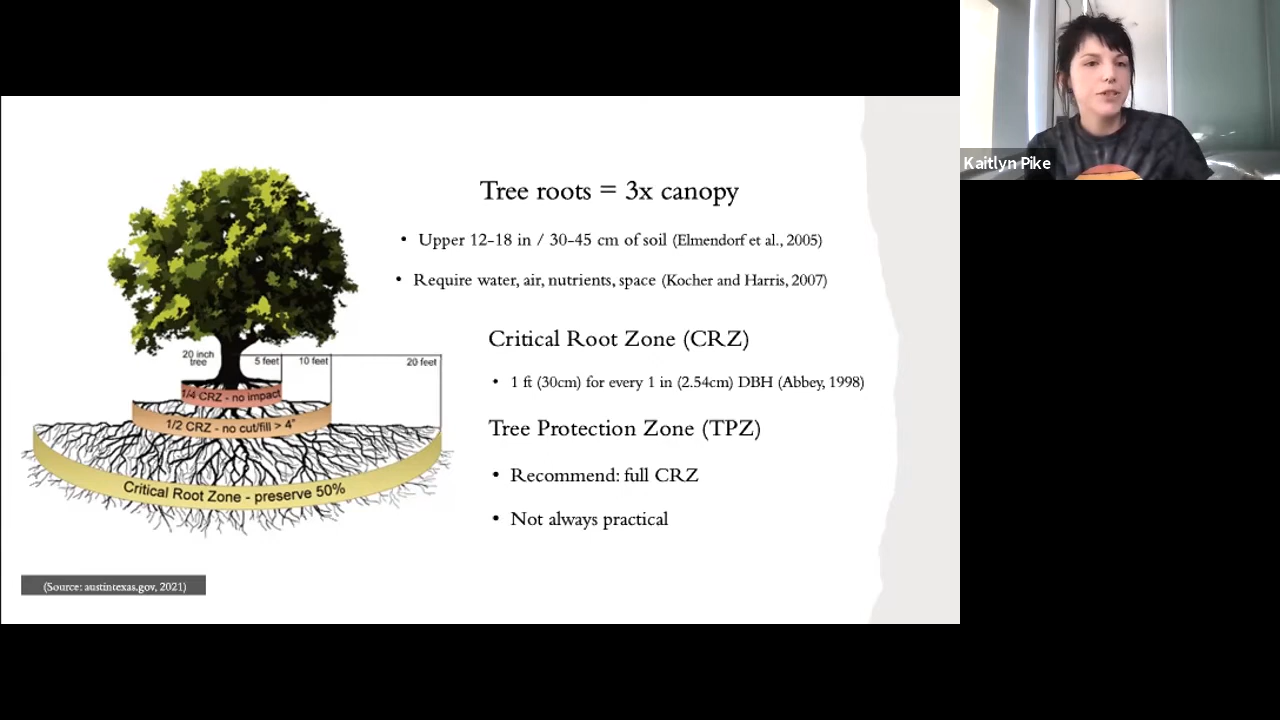 Kaitlyn Pike
Tree roots = 3x canopy
• Upper 12-18 in / 30-45 cm of soil (Elmendorf et al., 2005)
• Require water, air, nutrients, space (Kocher and Harris, 2007)
Critical Root Zone (CRZ)
• 1 ft (30cm) for every 1 in (2.54cm) DBH (Abbey, 1998)
Tree Protection Zone (TPZ)
• Recommend: full CRZ
• Not always practical
20 inch
tree
5 feet
10 feet
20 feet
1/4 CRZ - no impact
1/2 CRZ - no cut/fill > 4"
Critical Root Zone - preserve 50%
(Source: austintexas.gov, 2021)